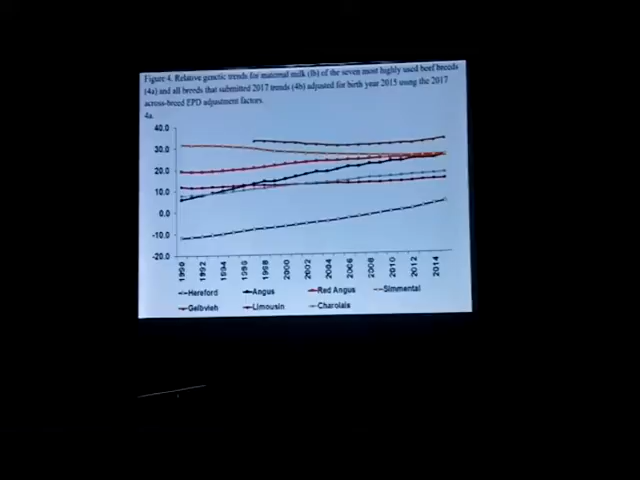 Figure 4. Relative genetic trends for maternal milk (lb) of the seven most highly used beef breeds
(4a) and all breeds that submitted 2017 trends (4b) adjusted for birth year 2015 using the 2017
across-breed EPD adjustment factors.
4a.
40.0
30.0
20.0
10.0
0.0
-10.0
-20.0
1990 1992 1994 1996 1998 2000 2002 2004 2006 2008 2010 2012 2014
Hereford Angus Red Angus Simmental
Gelbvieh Limousin Charolais